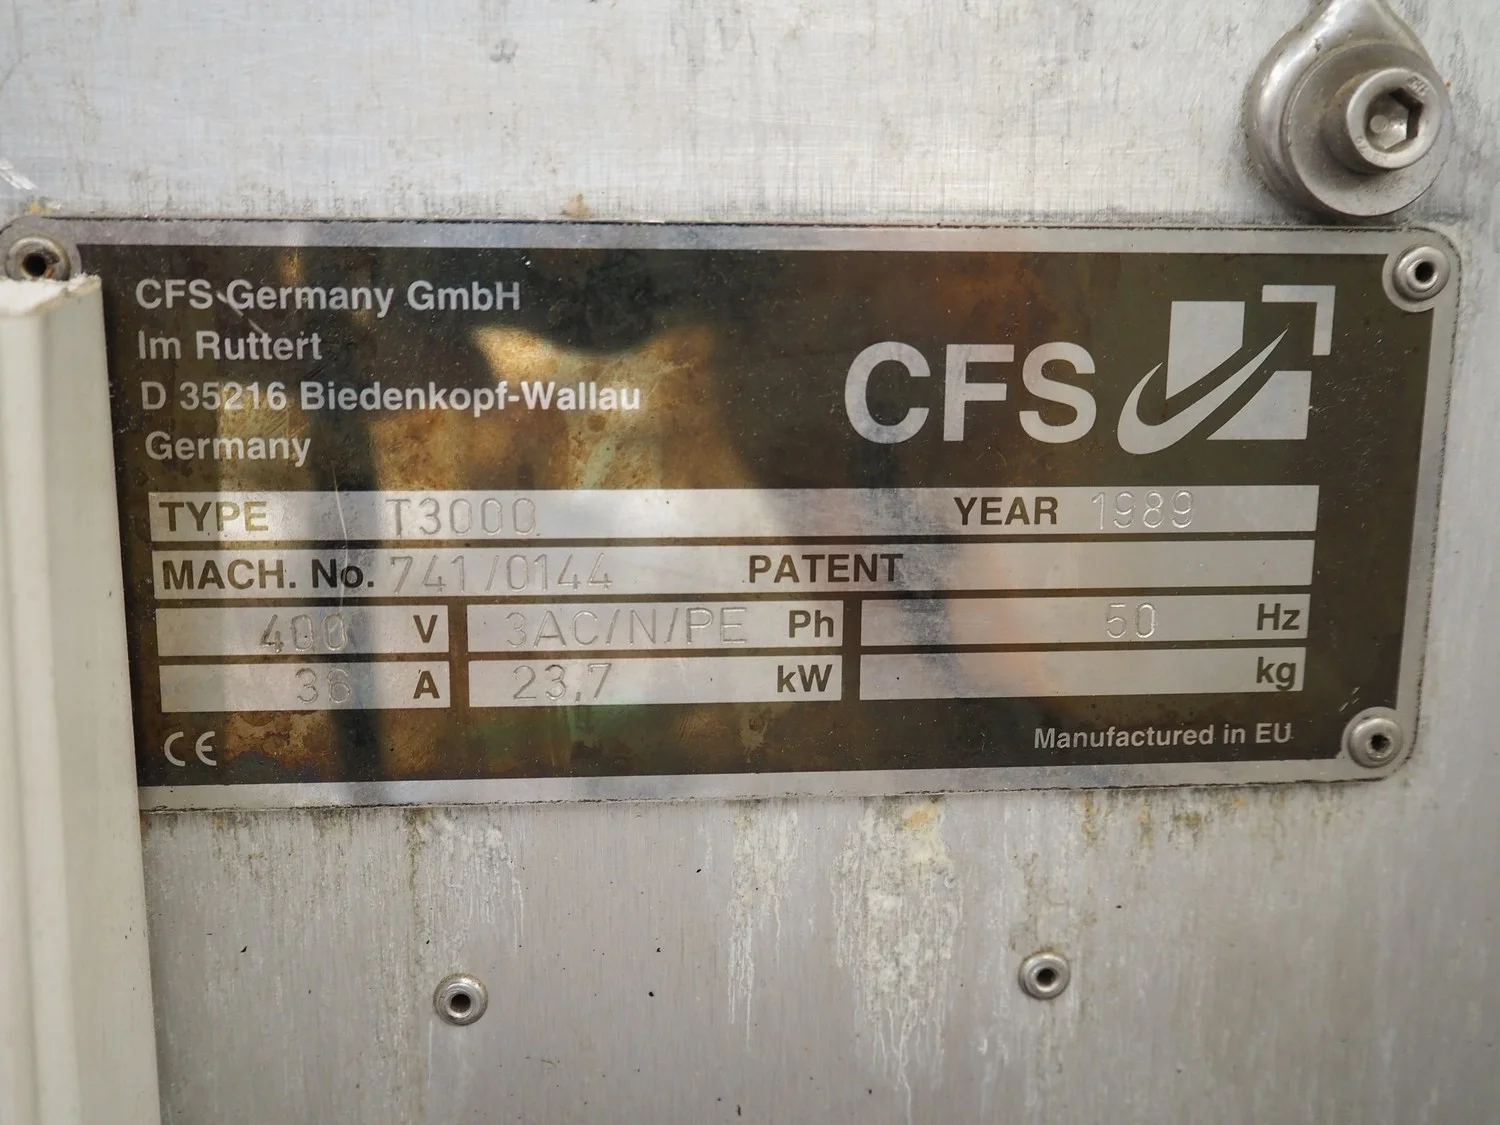 CFS Germany GmbH
Im Ruttert
D 35216 Biedenkopf-Wallau
Germany
CFS
TYPE T3000 YEAR 1989
MACH. No. 741/0144 PATENT
400 V 3AC/N/PE Ph 50 Hz
36 A 23,7 kW kg
CE Manufactured in EU